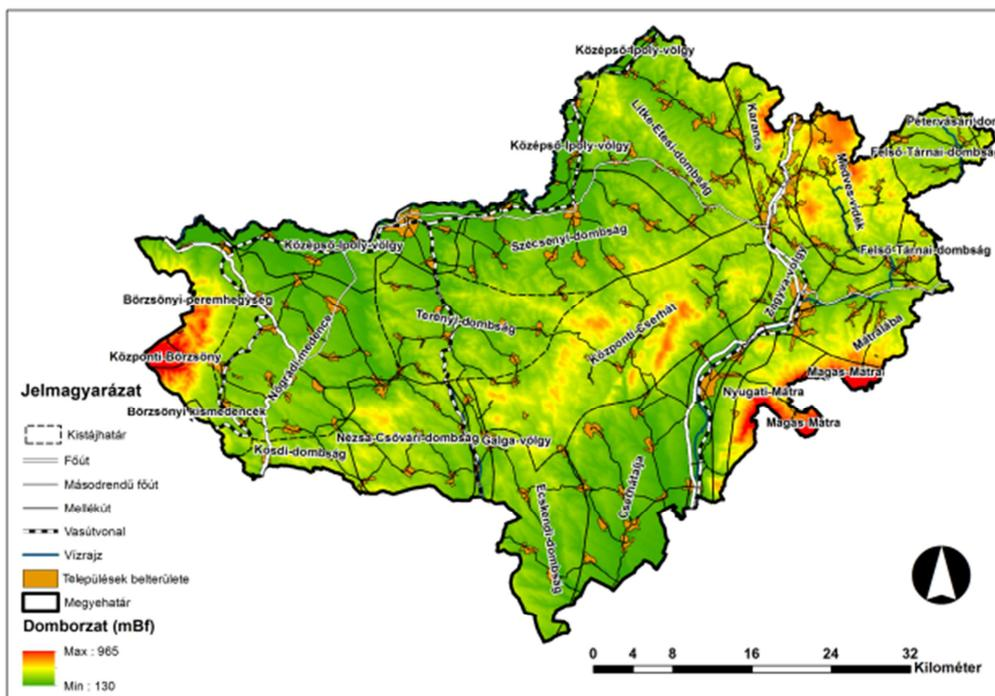 Középső-Ipoly-völgy
Karancs
Litke-Etesi-dombság
Pétervásári-dom
Középső-Ipoly-völgy
Felső-Tárnai-dombság
Medves-vidék
Középső-Ipoly-völgy
Szécsényi-dombság
Felső-Tárnai-dombság
Zagyva-völgy
Börzsönyi-peremhegység
Terényi-dombság
Központi-Cserhát
Nógrádi-medence
Mátralába
Központi-Börzsöny
Magas-Mátra
Nyugati-Mátra
Börzsönyi-kismedencék
Magas-Mátra
Nézsa-Csővári-dombság
Galga-völgy
Kosdi-dombság
Cserhátalja
Ecskendi-dombság
Jelmagyarázat
Kistájhatár
Főút
Másodrendű főút
Mellékút
Vasútvonal
Vízrajz
Települések belterülete
Megyehatár
Domborzat (mBf)
Max : 965
Min : 130
0 4 8 16 24 32
Kilométer